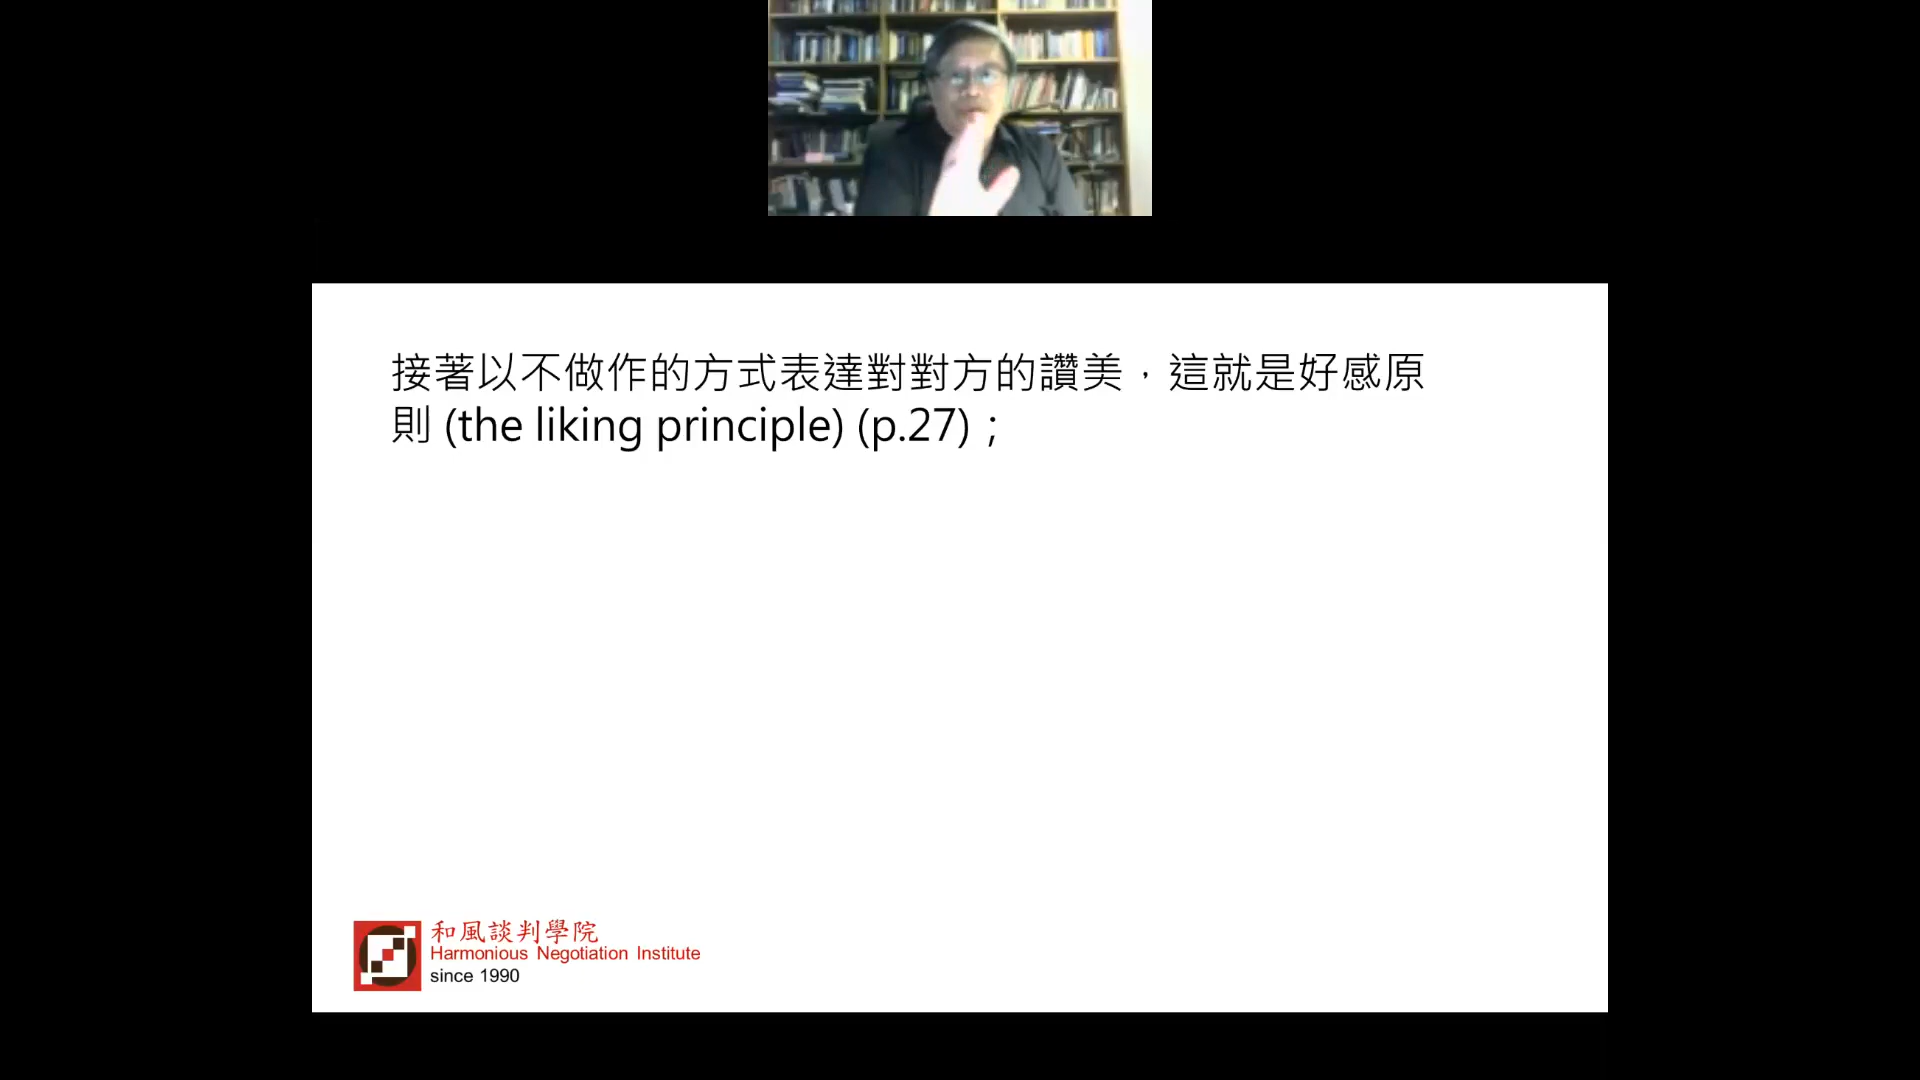 接著以不做作的方式表達對對方的讚美，這就是好感原
則 (the liking principle) (p.27)；
和風談判學院
Harmonious Negotiation Institute
since 1990